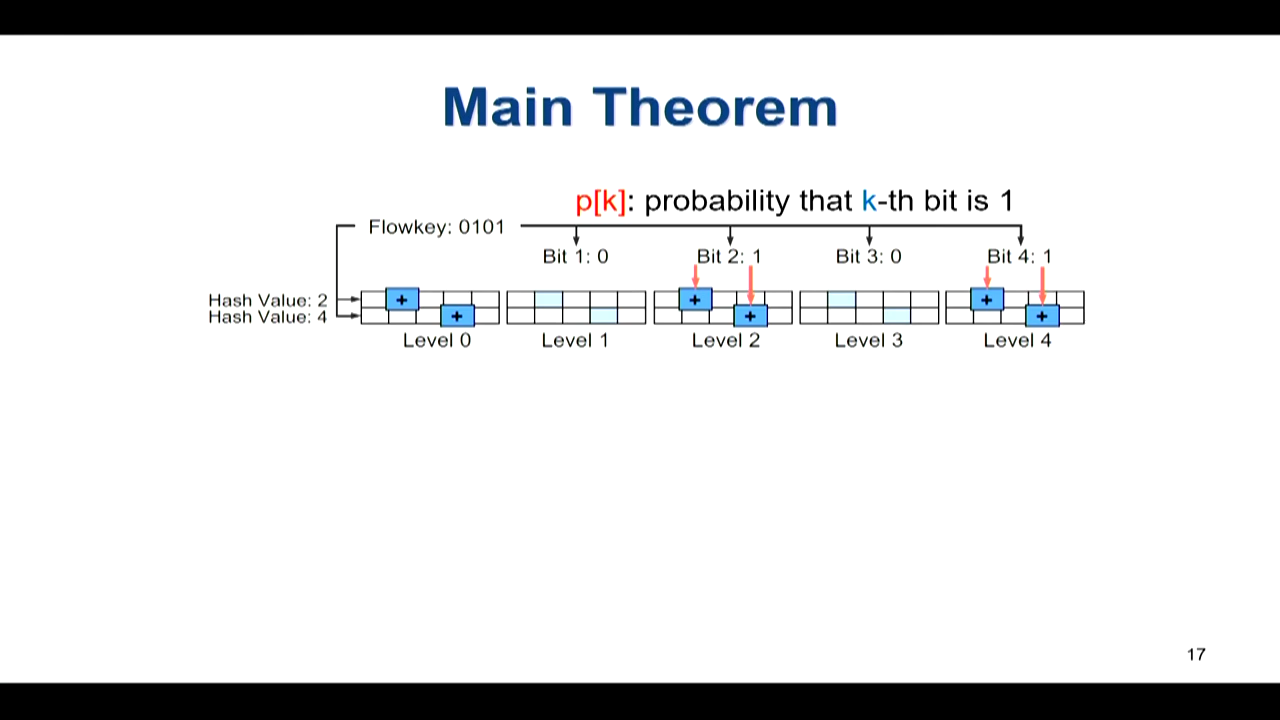 Main Theorem
p[k]: probability that k-th bit is 1
Flowkey: 0101
Bit 1: 0 Bit 2: 1 Bit 3: 0 Bit 4: 1
Hash Value: 2 + + +
Hash Value: 4 + + +
Level 0 Level 1 Level 2 Level 3 Level 4
17